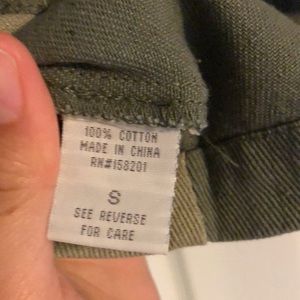 100% COTTON
MADE IN CHINA
RN#158201
S
SEE REVERSE
FOR CARE